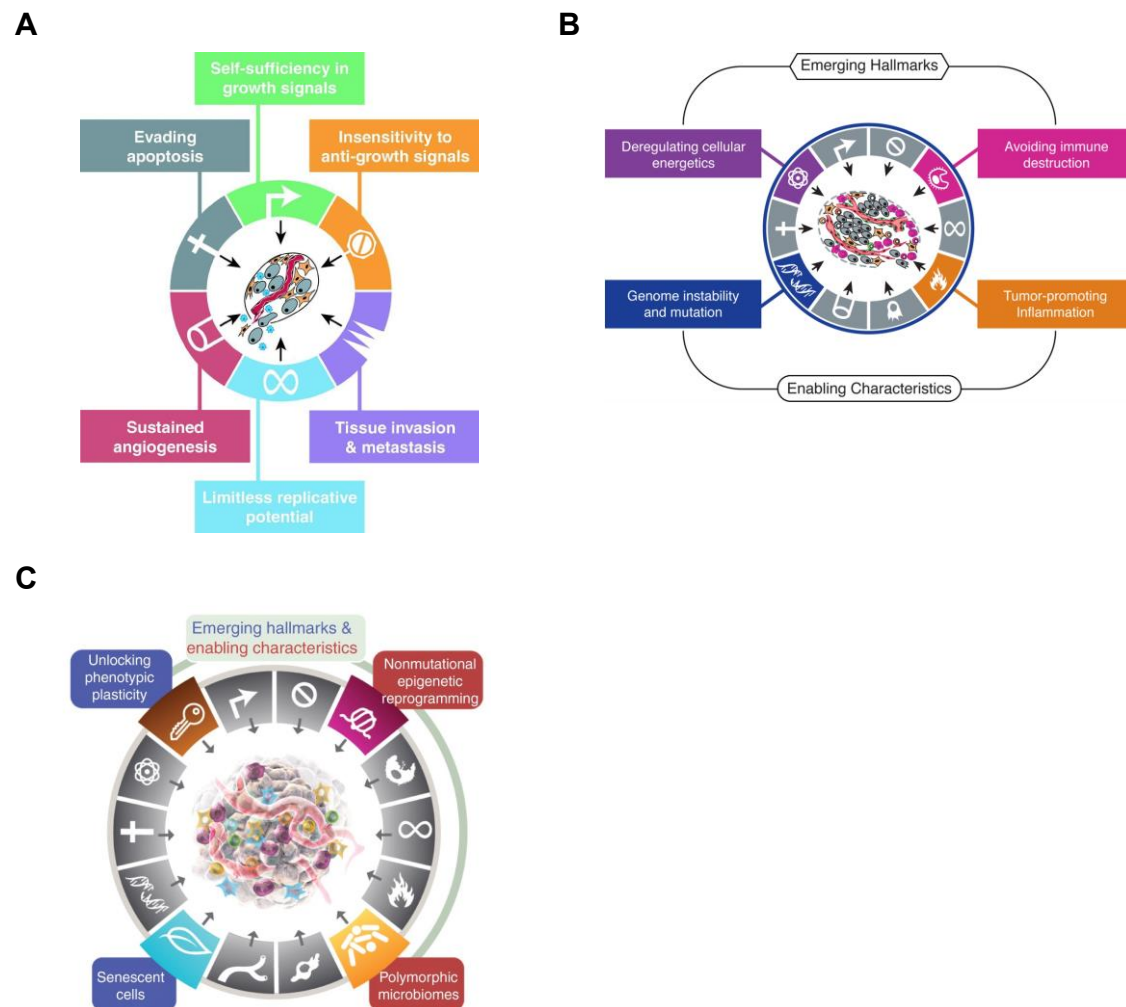 A
Self-sufficiency in
growth signals
Evading
apoptosis
Insensitivity to
anti-growth signals
Sustained
angiogenesis
Tissue invasion
& metastasis
Limitless replicative
potential
B
Emerging Hallmarks
Deregulating cellular
energetics
Avoiding immune
destruction
Genome instability
and mutation
Tumor-promoting
Inflammation
Enabling Characteristics
C
Emerging hallmarks &
enabling characteristics
Unlocking
phenotypic
plasticity
Nonmutational
epigenetic
reprogramming
Senescent
cells
Polymorphic
microbiomes